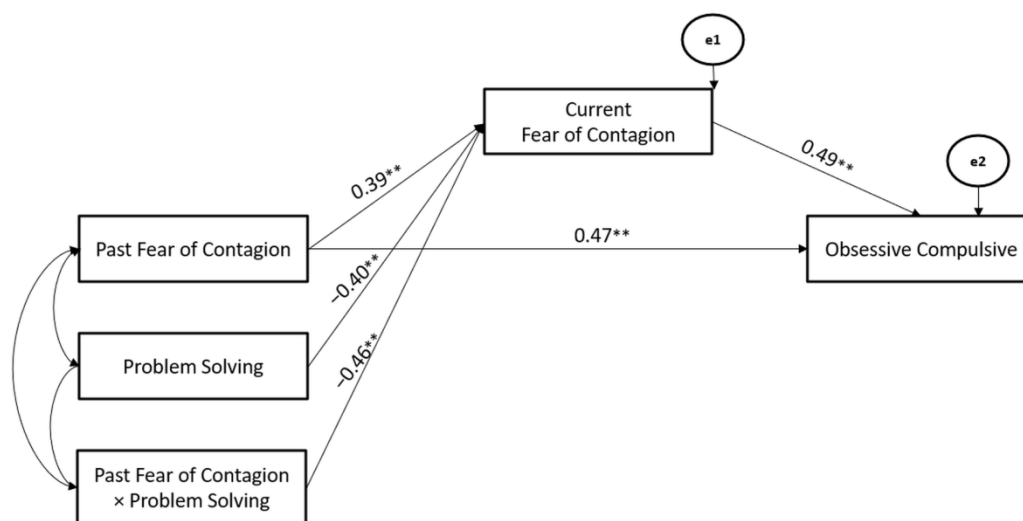 e1
Current
Fear of Contagion
0.39**
0.49**
e2
Past Fear of Contagion
0.47**
Obsessive Compulsive
−0.40**
Problem Solving
−0.46**
Past Fear of Contagion
× Problem Solving